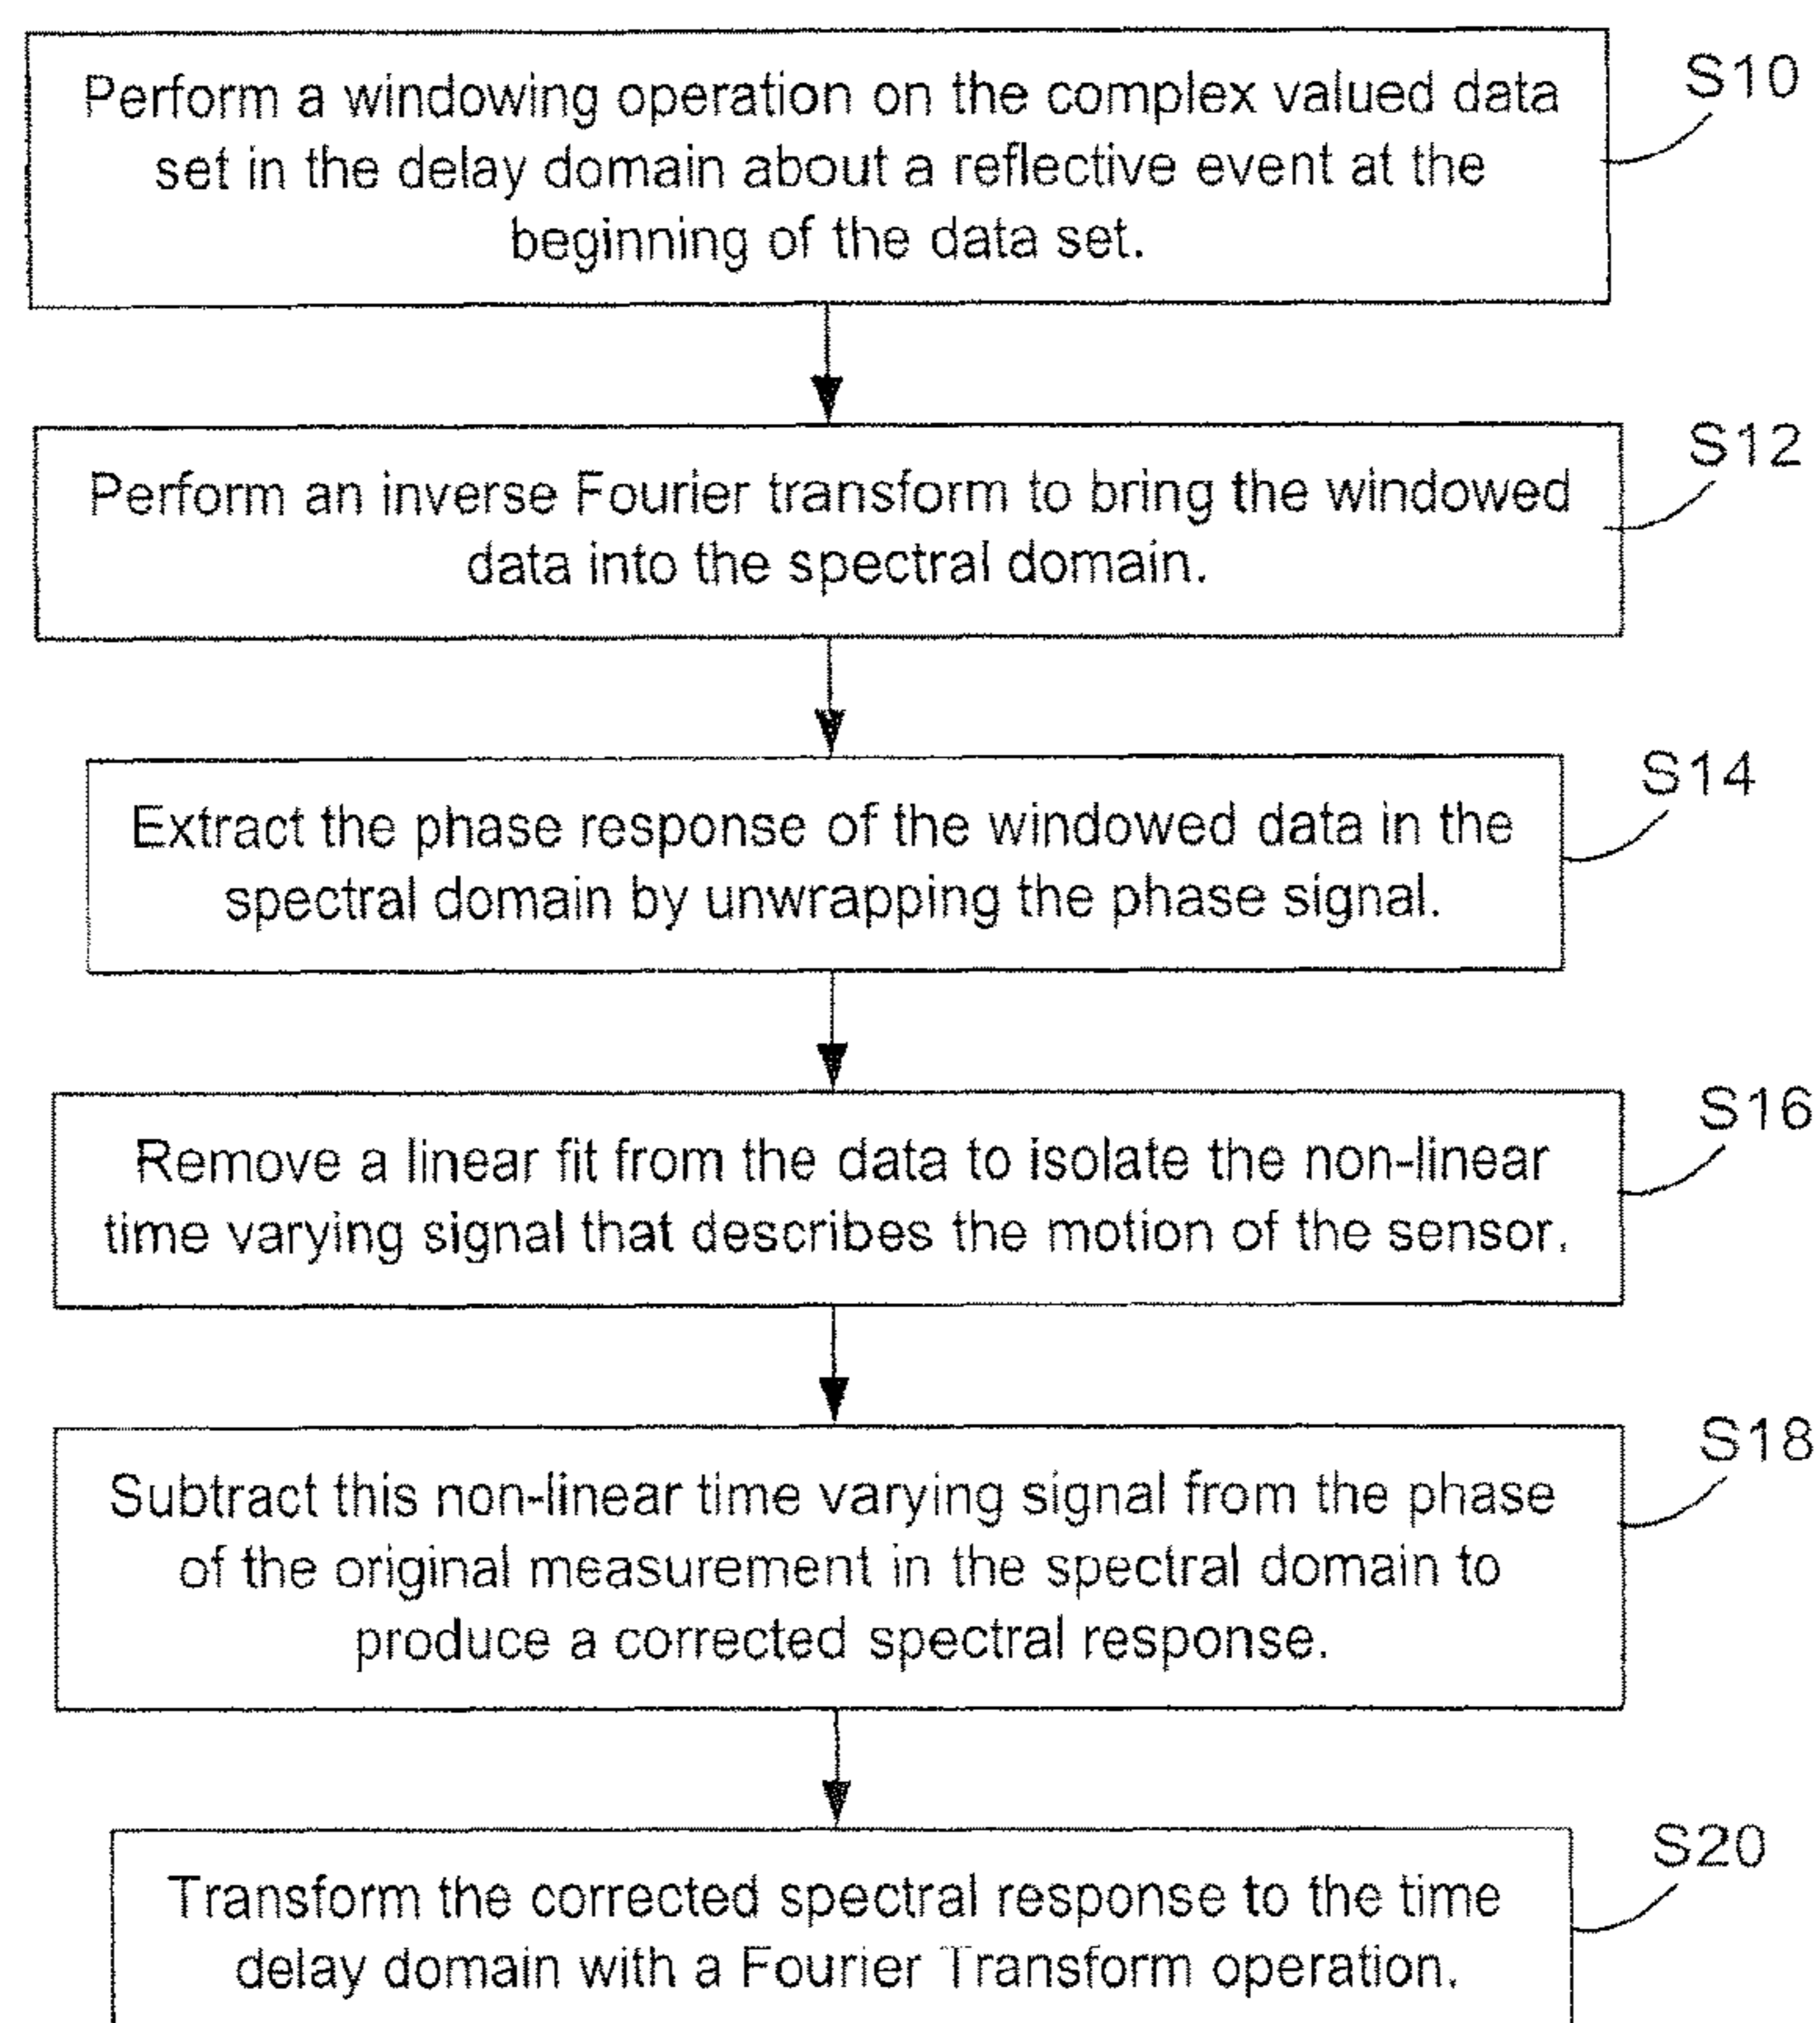 Perform a windowing operation on the complex valued data
set in the delay domain about a reflective event at the
beginning of the data set.
S10
Perform an inverse Fourier transform to bring the windowed
data into the spectral domain.
S12
Extract the phase response of the windowed data in the
spectral domain by unwrapping the phase signal.
S14
Remove a linear fit from the data to isolate the non-linear
time varying signal that describes the motion of the sensor.
S16
Subtract this non-linear time varying signal from the phase
of the original measurement in the spectral domain to
produce a corrected spectral response.
S18
Transform the corrected spectral response to the time
delay domain with a Fourier Transform operation.
S20